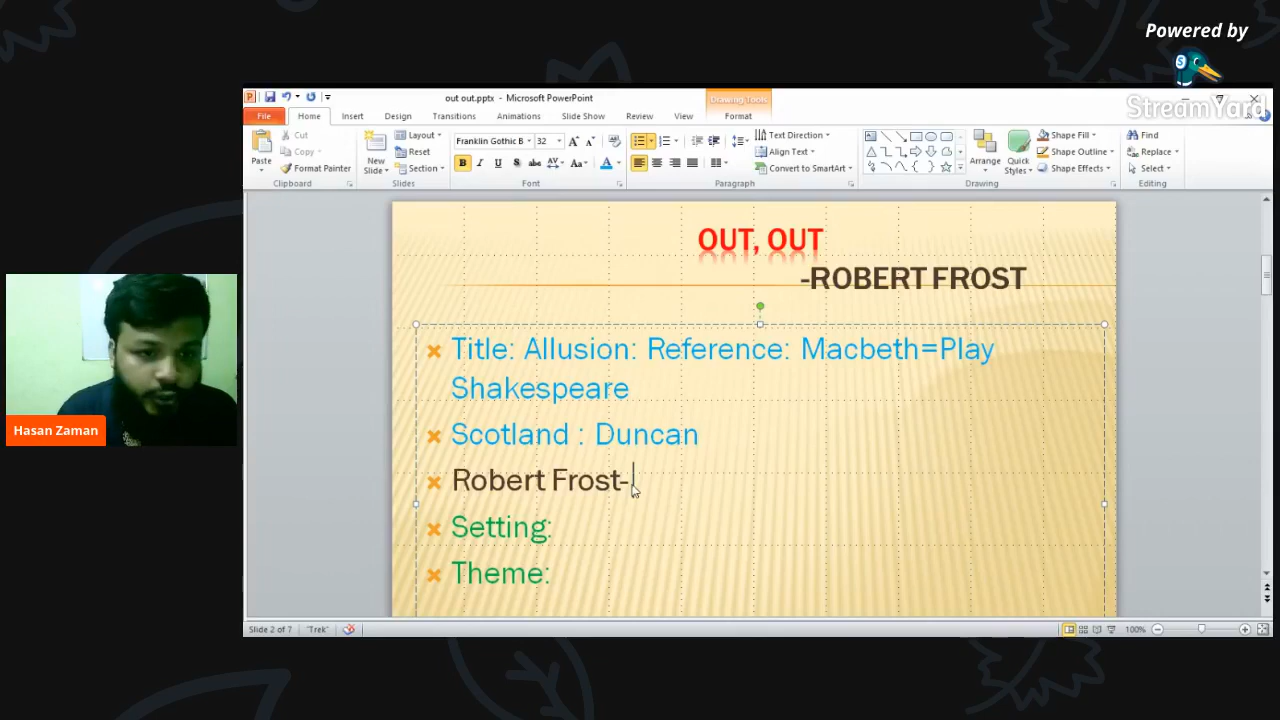 Powered by
StreamYard
out out.pptx - Microsoft PowerPoint
Drawing Tools
File Home Insert Design Transitions Animations Slide Show Review View Format
Paste
Cut
Copy
Format Painter
Clipboard
New
Slide
Layout
Reset
Section
Slides
Franklin Gothic B 32
Font
Text Direction
Align Text
Convert to SmartArt
Paragraph
Arrange
Quick
Styles
Shape Fill
Shape Outline
Shape Effects
Drawing
Find
Replace
Select
Editing
OUT, OUT
-ROBERT FROST
Title: Allusion: Reference: Macbeth=Play
Shakespeare
Scotland : Duncan
Robert Frost-
Setting:
Theme:
Hasan Zaman
Slide 2 of 7 "Trek" 100%